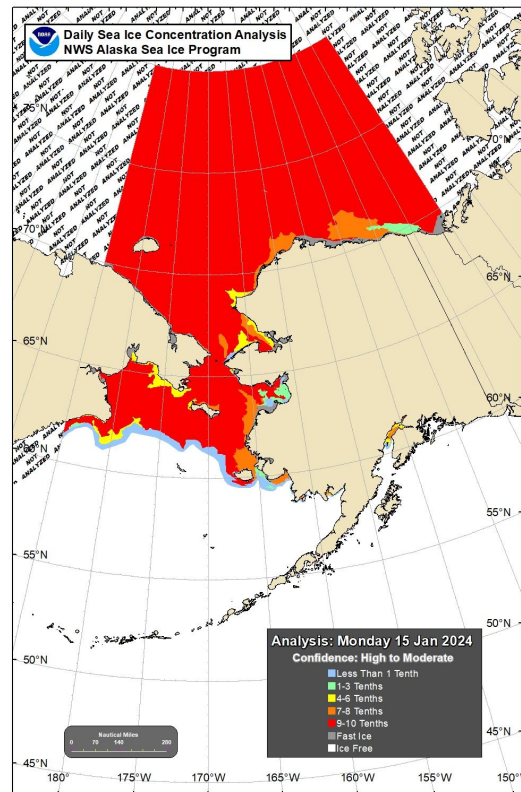 noaa
Daily Sea Ice Concentration Analysis
NWS Alaska Sea Ice Program
NOT ANALYZED
75°N
70°N
65°N
60°N
55°N
50°N
45°N
70°N
65°N
60°N
55°N
50°N
Analysis: Monday 15 Jan 2024
Confidence: High to Moderate
Less Than 1 Tenth
1-3 Tenths
4-6 Tenths
7-8 Tenths
9-10 Tenths
Fast Ice
Ice Free
Nautical Miles
0 70 140 280
180° 175°W 170°W 165°W 160°W 155°W 150°W